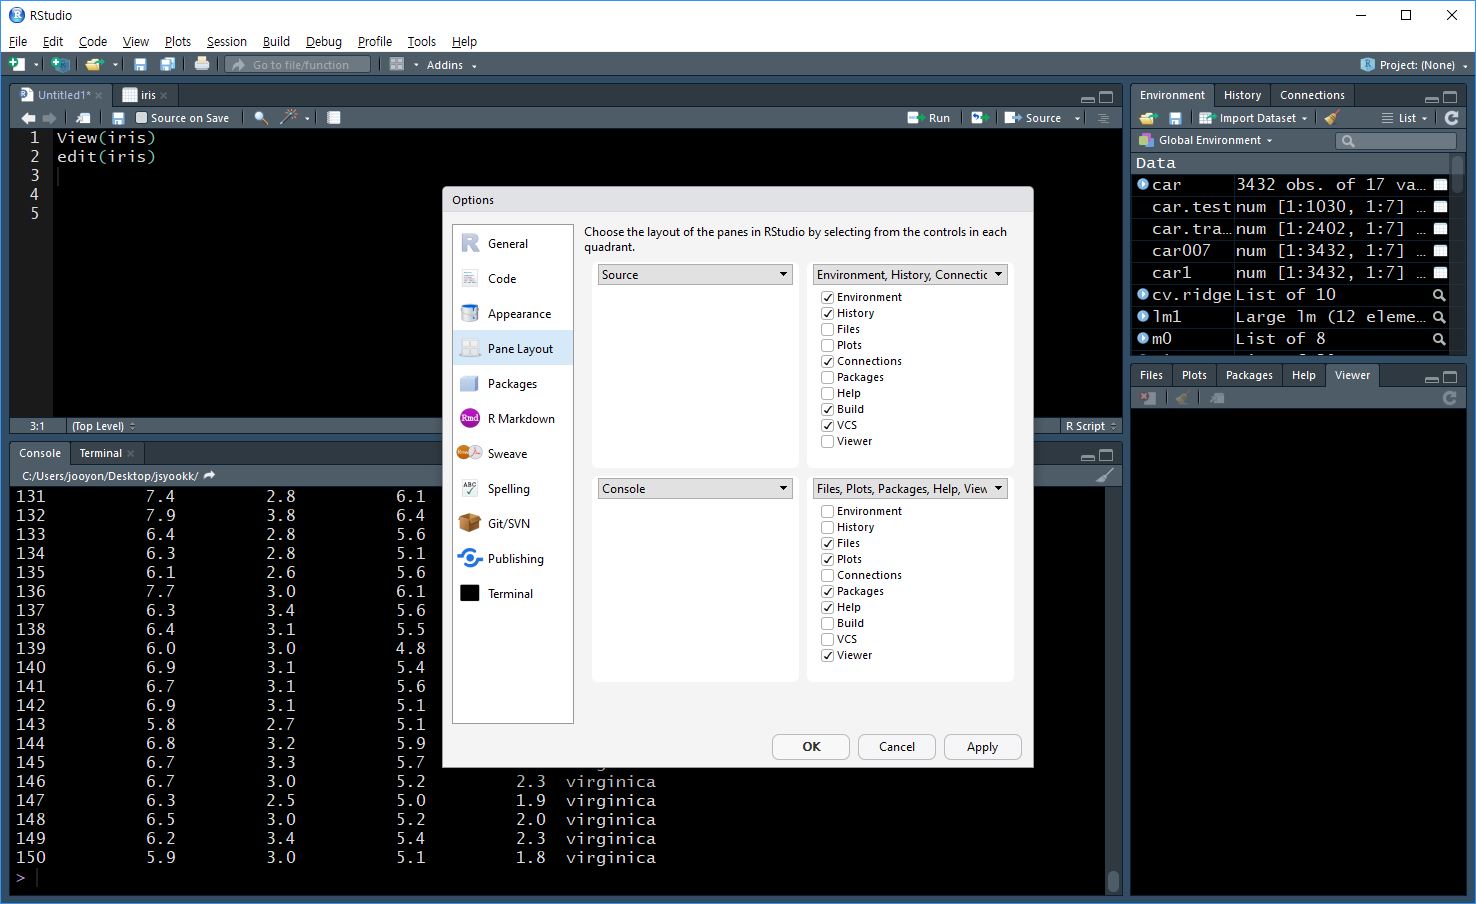 RStudio
File Edit Code View Plots Session Build Debug Profile Tools Help
Go to file/function Addins Project: (None)
Untitled1* iris
Source on Save Run Source
1 View(iris)
2 edit(iris)
3
4
5
3:1 (Top Level) R Script
Console Terminal
C:/Users/jooyon/Desktop/jsyookk/
131 7.4 2.8 6.1
132 7.9 3.8 6.4
133 6.4 2.8 5.6
134 6.3 2.8 5.1
135 6.1 2.6 5.6
136 7.7 3.0 6.1
137 6.3 3.4 5.6
138 6.4 3.1 5.5
139 6.0 3.0 4.8
140 6.9 3.1 5.4
141 6.7 3.1 5.6
142 6.9 3.1 5.1
143 5.8 2.7 5.1
144 6.8 3.2 5.9
145 6.7 3.3 5.7
146 6.7 3.0 5.2 2.3 virginica
147 6.3 2.5 5.0 1.9 virginica
148 6.5 3.0 5.2 2.0 virginica
149 6.2 3.4 5.4 2.3 virginica
150 5.9 3.0 5.1 1.8 virginica
>
Options
General
Code
Appearance
Pane Layout
Packages
Rmd R Markdown
Sweave
ABC Spelling
Git/SVN
Publishing
Terminal
Choose the layout of the panes in RStudio by selecting from the controls in each
quadrant.
Source
Environment, History, Connectic
Environment
History
Files
Plots
Connections
Packages
Help
Build
VCS
Viewer
Console
Files, Plots, Packages, Help, View
Environment
History
Files
Plots
Connections
Packages
Help
Build
VCS
Viewer
OK Cancel Apply
Environment History Connections
Import Dataset List
Global Environment
Data
car 3432 obs. of 17 va...
car.test num [1:1030, 1:7] ...
car.tra... num [1:2402, 1:7] ...
car007 num [1:3432, 1:7] ...
car1 num [1:3432, 1:7] ...
cv.ridge List of 10
lm1 Large lm (12 eleme...
m0 List of 8
Files Plots Packages Help Viewer